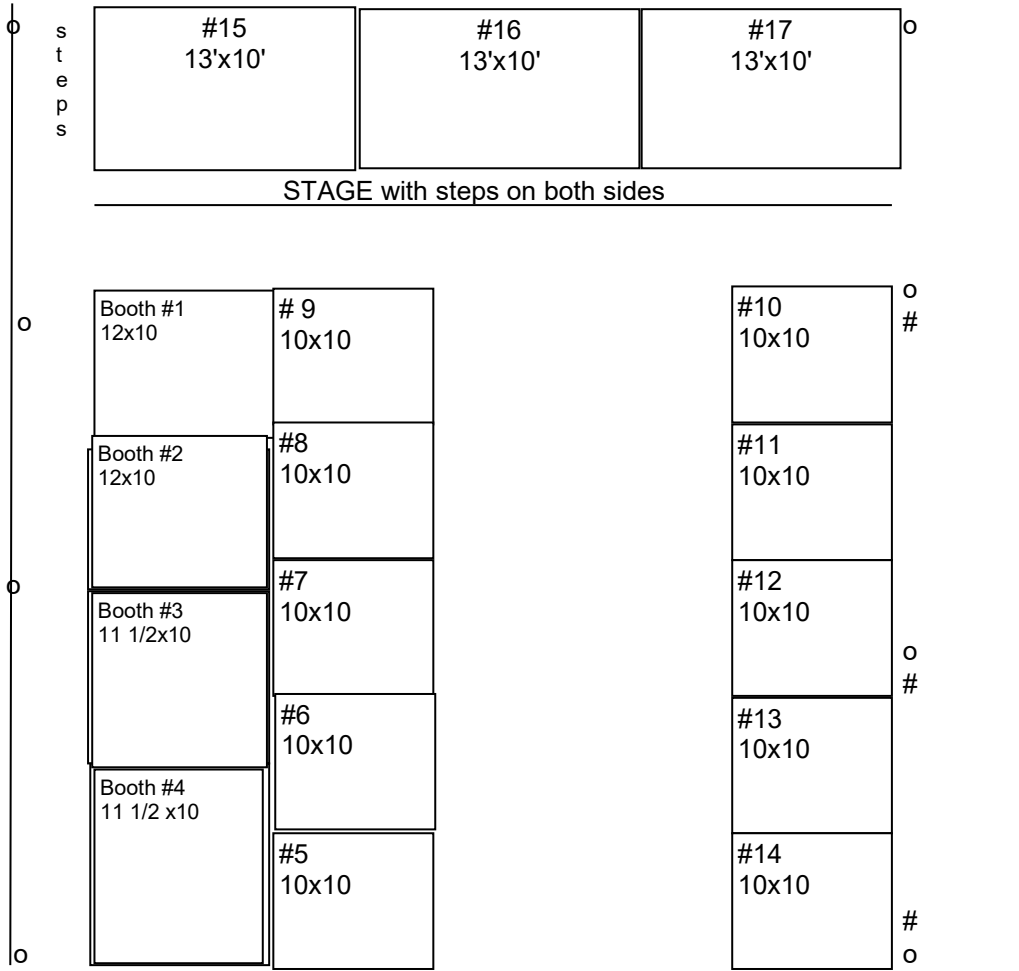 o
s
t
e
p
s
#15
13'x10'
#16
13'x10'
#17
13'x10'
o
STAGE with steps on both sides
o
Booth #1
12x10
# 9
10x10
#10
10x10
o
#
Booth #2
12x10
#8
10x10
#11
10x10
o
Booth #3
11 1/2x10
#7
10x10
#12
10x10
o
#
#6
10x10
#13
10x10
Booth #4
11 1/2 x10
#5
10x10
#14
10x10
#
o
o